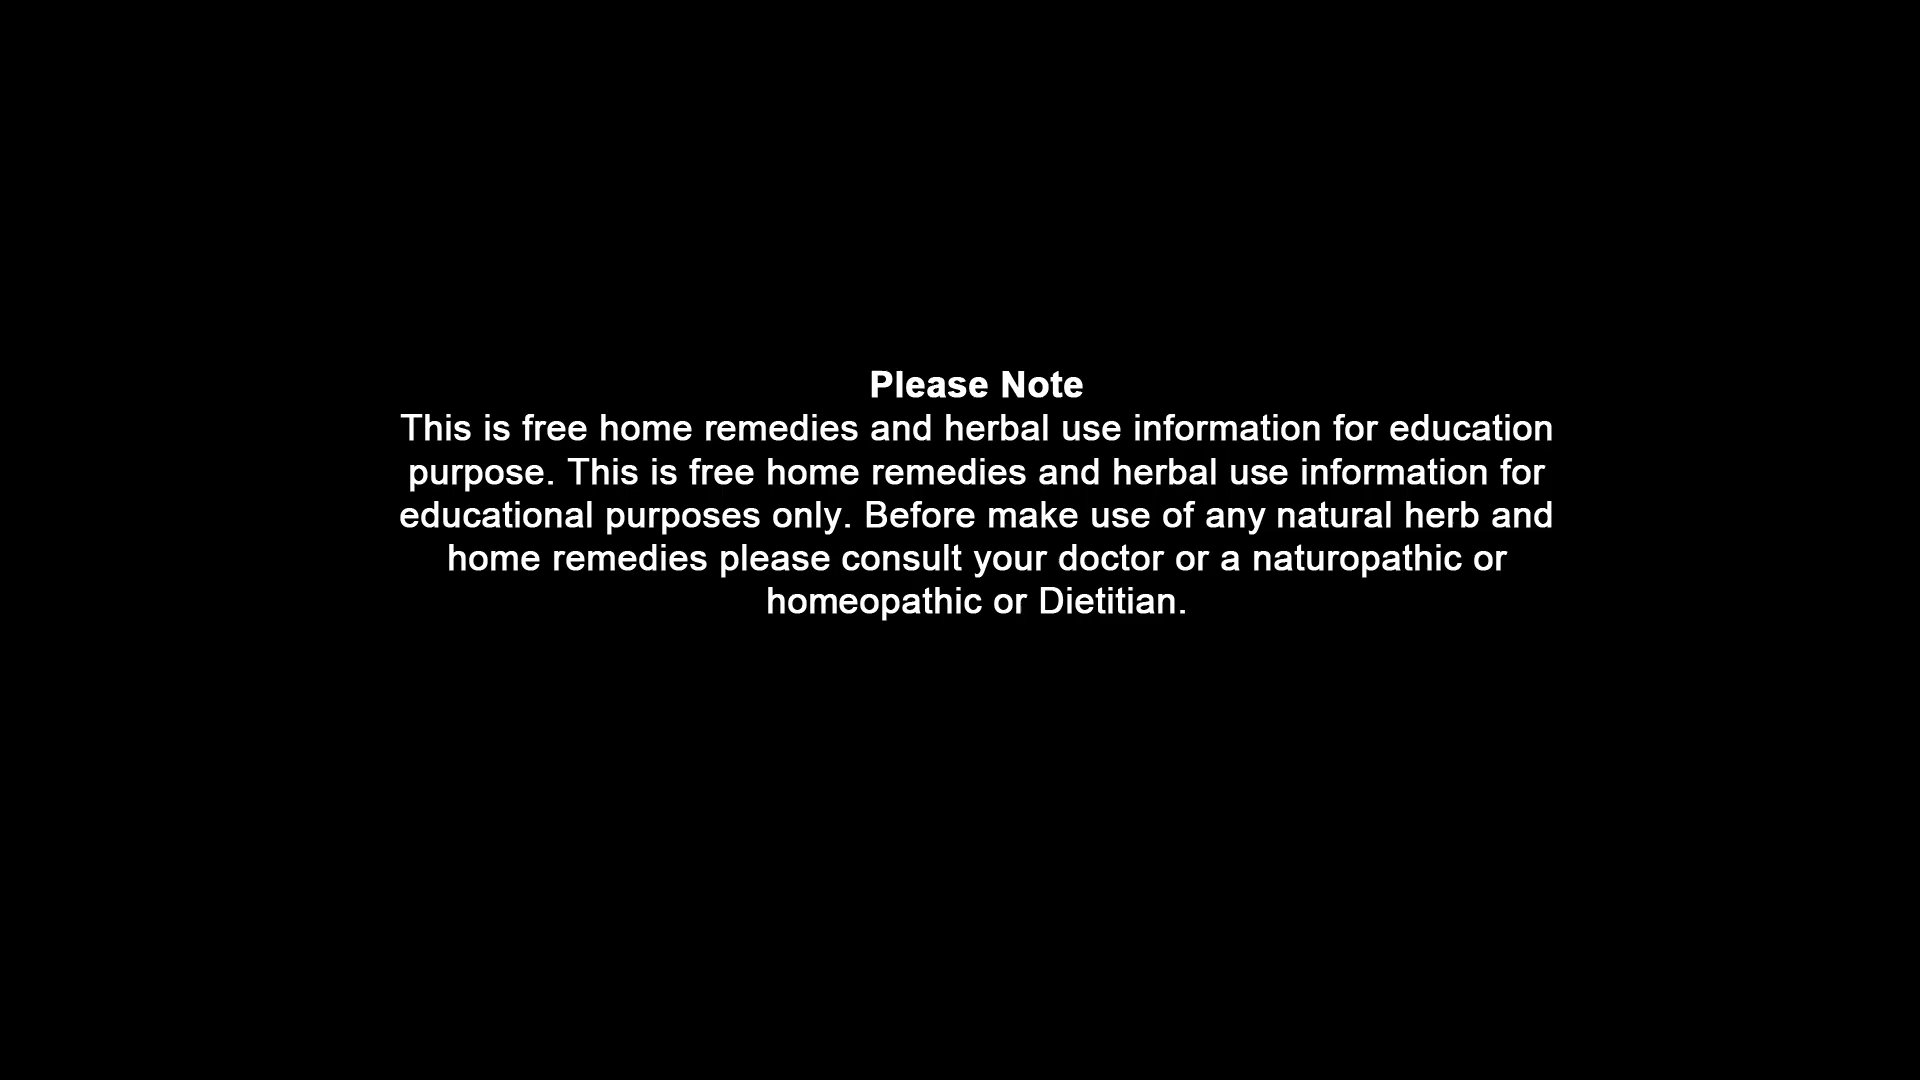 Please Note
This is free home remedies and herbal use information for education
purpose. This is free home remedies and herbal use information for
educational purposes only. Before make use of any natural herb and
home remedies please consult your doctor or a naturopathic or
homeopathic or Dietitian.